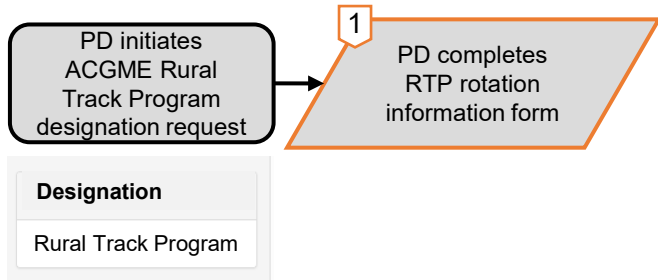 PD initiates
ACGME Rural
Track Program
designation request
1
PD completes
RTP rotation
information form
Designation
Rural Track Program